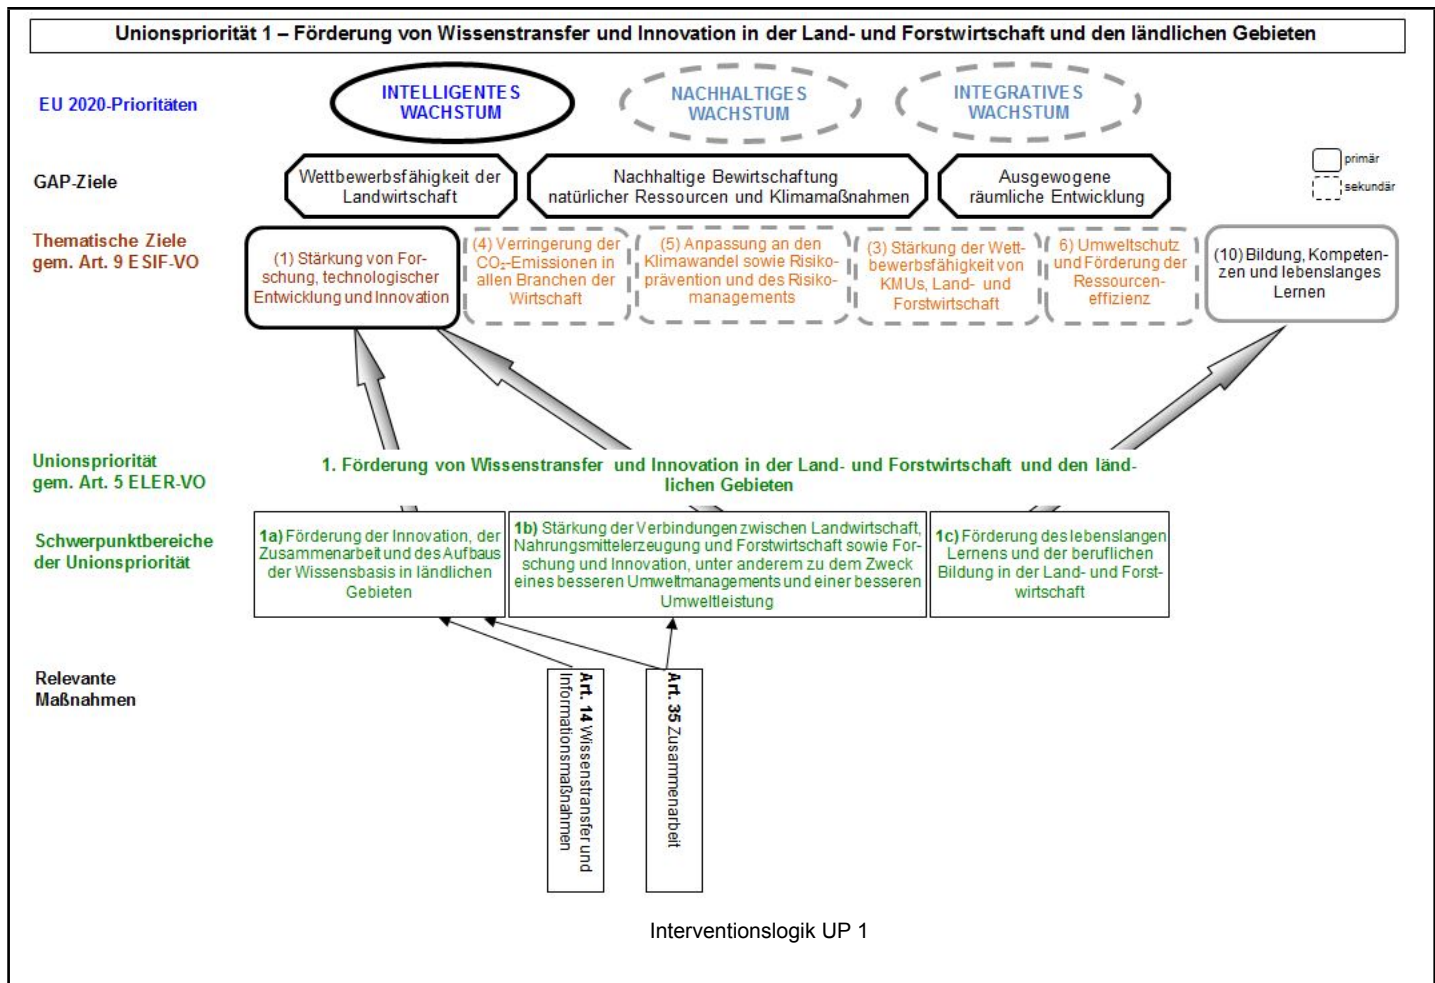 Unionspriorität 1 – Förderung von Wissenstransfer und Innovation in der Land- und Forstwirtschaft und den ländlichen Gebieten
EU 2020-Prioritäten
INTELLIGENTES
WACHSTUM
NACHHALTIGES
WACHSTUM
INTEGRATIVES
WACHSTUM
GAP-Ziele
Wettbewerbsfähigkeit der
Landwirtschaft
Nachhaltige Bewirtschaftung
natürlicher Ressourcen und Klimamaßnahmen
Ausgewogene
räumliche Entwicklung
primär
sekundär
Thematische Ziele
gem. Art. 9 ESIF-VO
(1) Stärkung von For-
schung, technologischer
Entwicklung und Innovation
(4) Verringerung der
CO₂-Emissionen in
allen Branchen der
Wirtschaft
(5) Anpassung an den
Klimawandel sowie Risiko-
prävention und des Risiko-
managements
(3) Stärkung der Wett-
bewerbsfähigkeit von
KMUs, Land- und
Forstwirtschaft
6) Umweltschutz
und Förderung der
Ressourcen-
effizienz
(10) Bildung, Kompeten-
zen und lebenslanges
Lernen
Unionspriorität
gem. Art. 5 ELER-VO
1. Förderung von Wissenstransfer und Innovation in der Land- und Forstwirtschaft und den länd-
lichen Gebieten
Schwerpunktbereiche
der Unionspriorität
1a) Förderung der Innovation, der
Zusammenarbeit und des Aufbaus
der Wissensbasis in ländlichen
Gebieten
1b) Stärkung der Verbindungen zwischen Landwirtschaft,
Nahrungsmittelerzeugung und Forstwirtschaft sowie For-
schung und Innovation, unter anderem zu dem Zweck
eines besseren Umweltmanagements und einer besseren
Umweltleistung
1c) Förderung des lebenslangen
Lernens und der beruflichen
Bildung in der Land- und Forst-
wirtschaft
Relevante
Maßnahmen
Art. 14 Wissenstransfer und
Informationsmaßnahmen
Art. 35 Zusammenarbeit
Interventionslogik UP 1